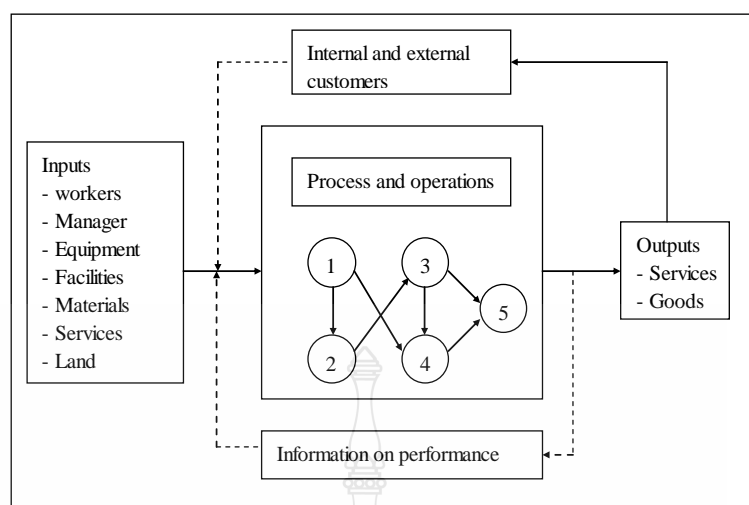 Internal and external
customers
Inputs
- workers
- Manager
- Equipment
- Facilities
- Materials
- Services
- Land
Process and operations
1
3
5
2
4
Outputs
- Services
- Goods
Information on performance